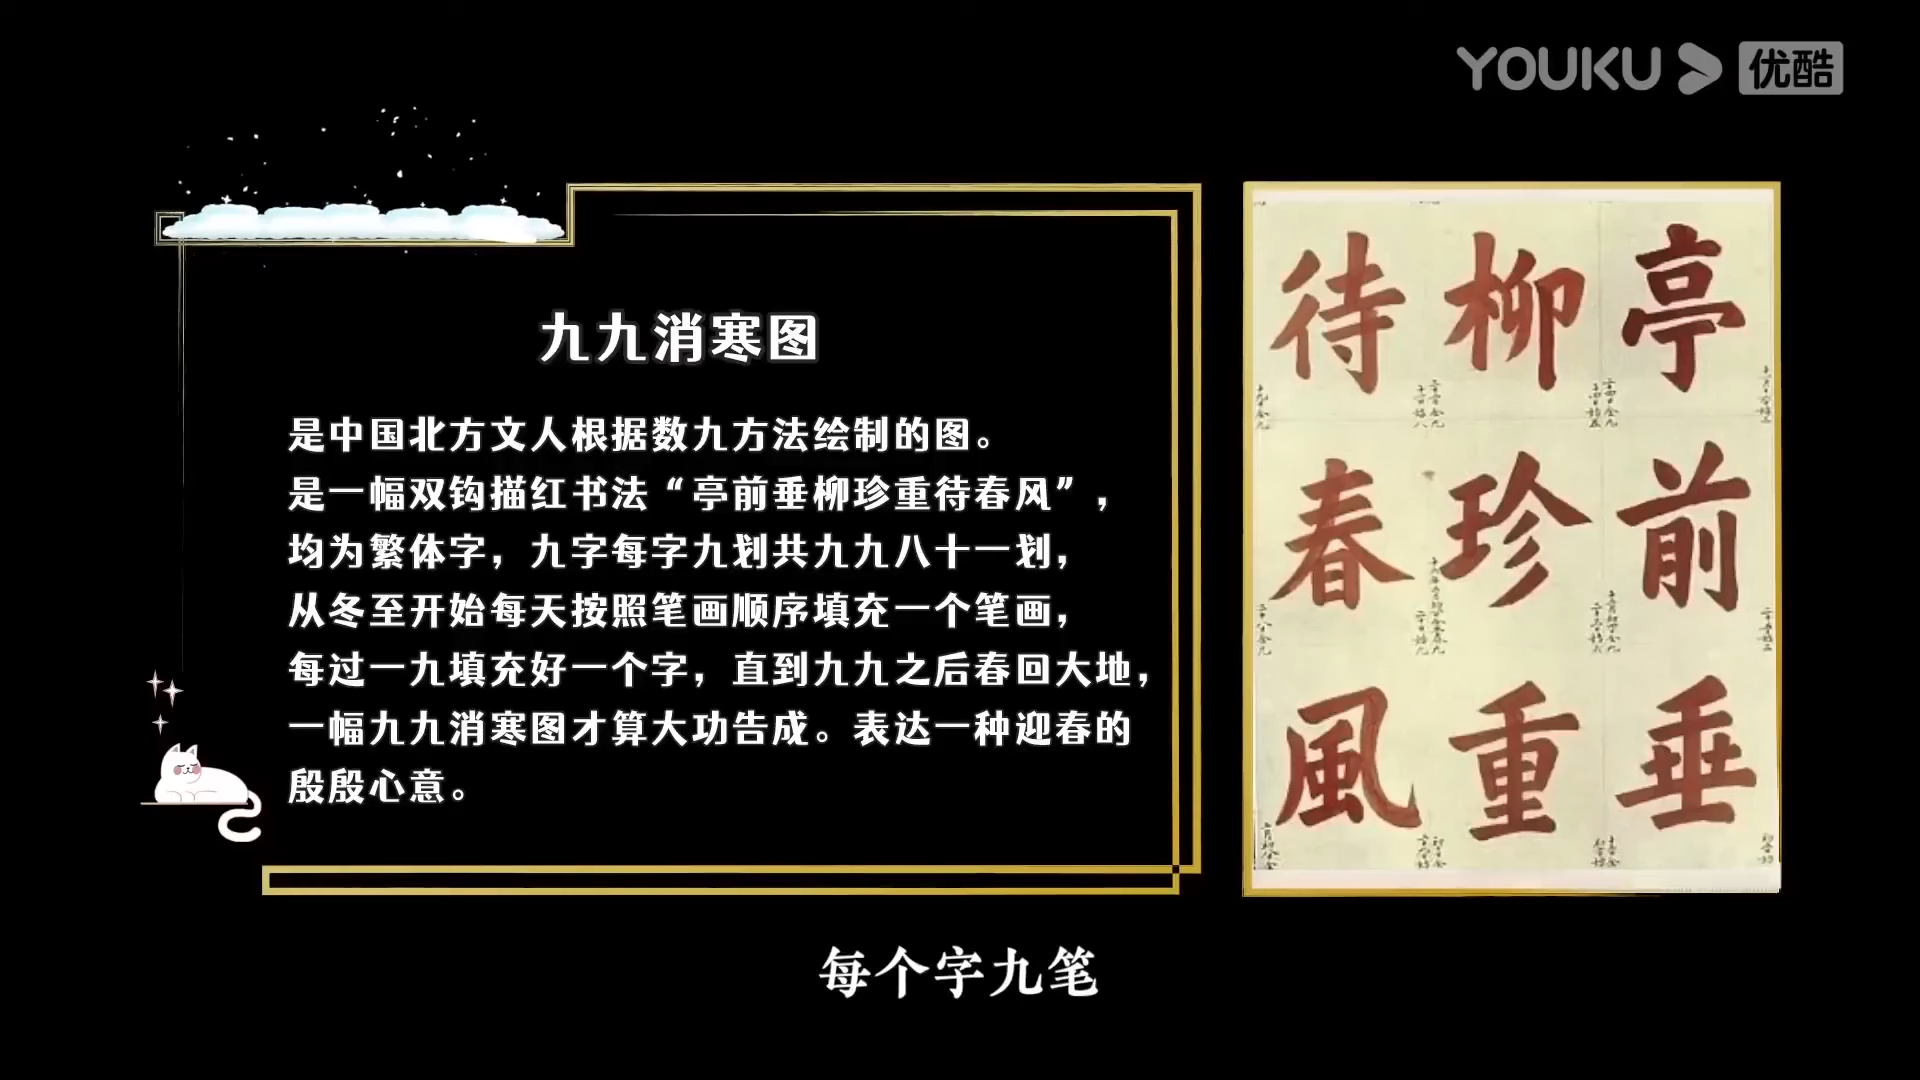 YOUKU 优酷
九九消寒图
是中国北方文人根据数九方法绘制的图。
是一幅双钩描红书法“亭前垂柳珍重待春风”，
均为繁体字，九字每字九划共九九八十一划，
从冬至开始每天按照笔画顺序填充一个笔画，
每过一九填充好一个字，直到九九之后春回大地，
一幅九九消寒图才算大功告成。表达一种迎春的
殷殷心意。
亭前垂
柳珍重
待春風
每个字九笔